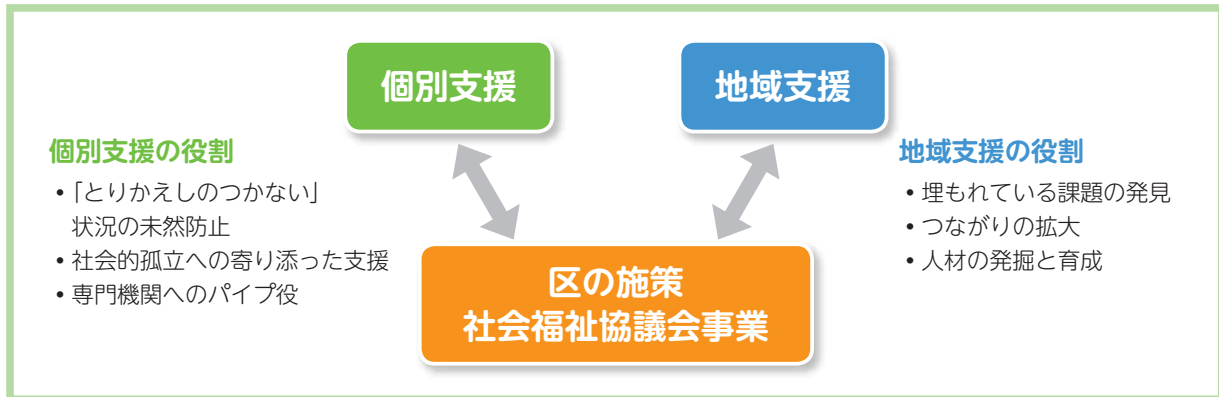 個別支援
地域支援
個別支援の役割
•「とりかえしのつかない」
状況の未然防止
•社会的孤立への寄り添った支援
•専門機関へのパイプ役
地域支援の役割
•埋もれている課題の発見
•つながりの拡大
•人材の発掘と育成
区の施策
社会福祉協議会事業